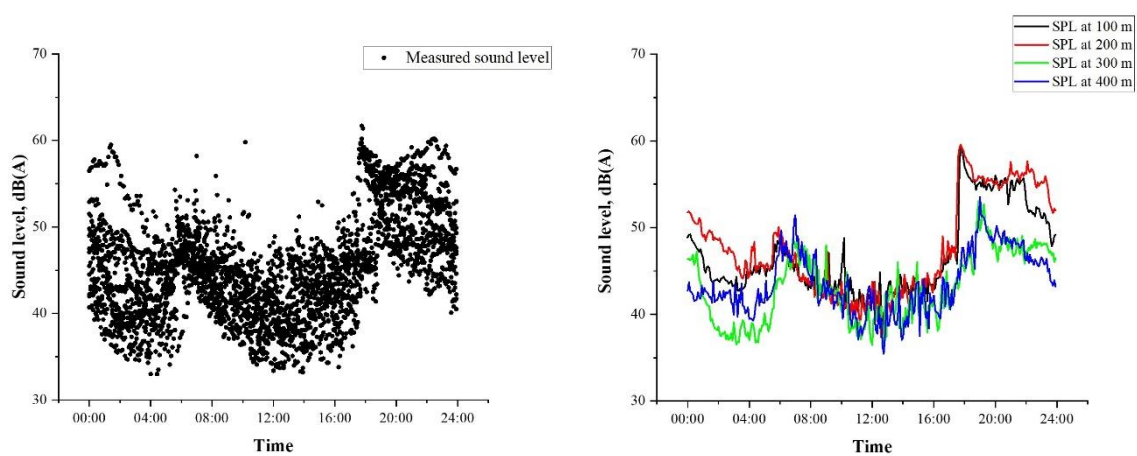 70
60
50
40
30
Sound level, dB(A)
Measured sound level
00:00 04:00 08:00 12:00 16:00 20:00 24:00
Time
SPL at 100 m
SPL at 200 m
SPL at 300 m
SPL at 400 m
70
60
50
40
30
Sound level, dB(A)
00:00 04:00 08:00 12:00 16:00 20:00 24:00
Time